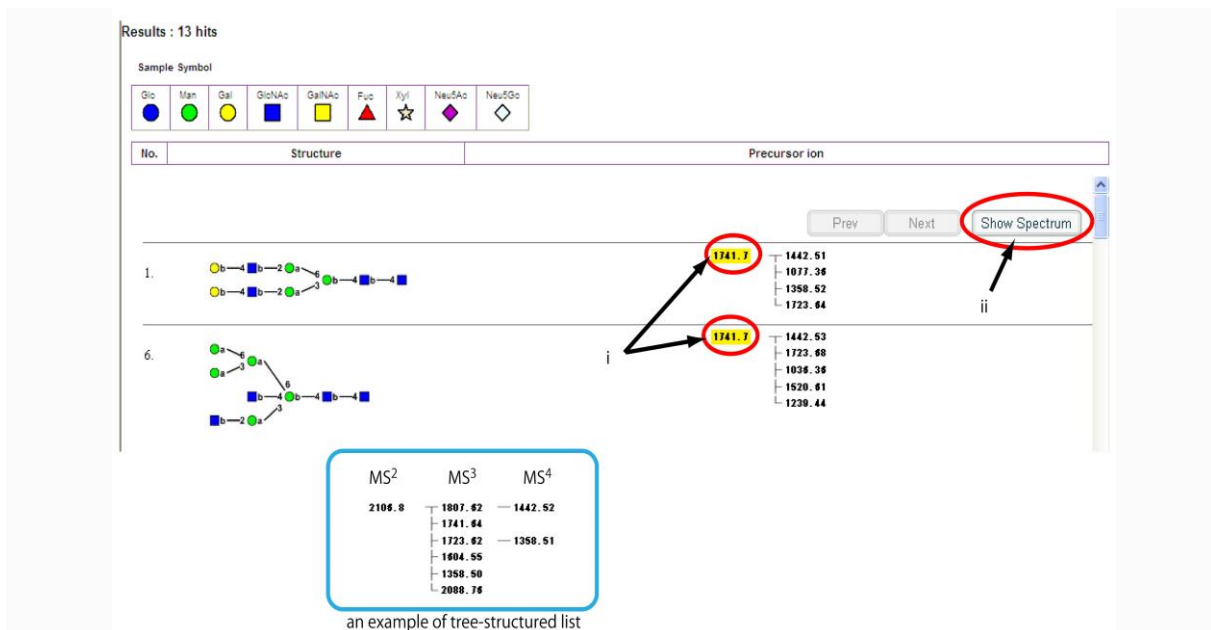 Results : 13 hits
Sample Symbol
Glc Man Gal GlcNAc GalNAc Fuc Xyl Neu5Ac Neu5Gc
No. Structure Precursor ion
Prev Next Show Spectrum
1.
b—4 b—2 a 6
b—2 a 3 b—4 b—4
b—4
1741.7
1442.51
1077.36
1358.52
1723.64
ii
6.
a 6
a 3 a
6
b—4 b—4 b—4
3
b—2 a
i
1741.7
1442.53
1723.68
1036.36
1520.61
1239.44
MS² MS³ MS⁴
2106.8 1807.62 1442.52
1741.64
1723.62 1358.51
1604.55
1358.50
2088.76
an example of tree-structured list